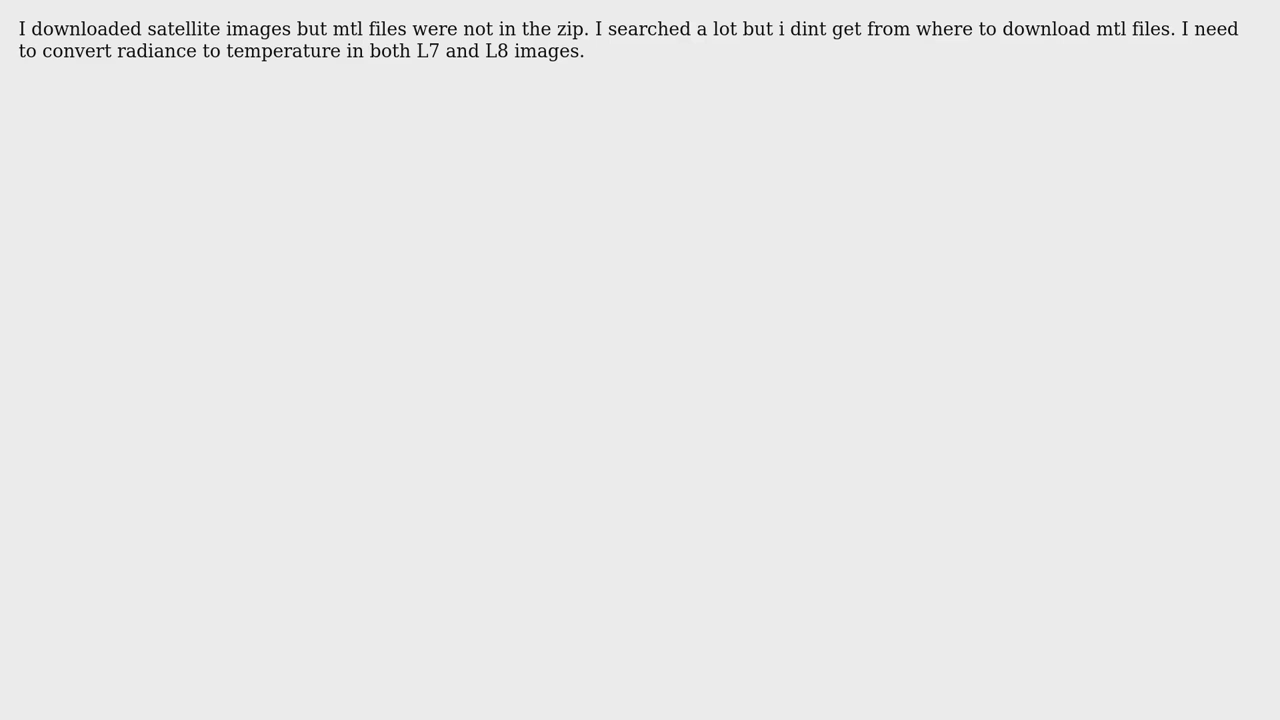 I downloaded satellite images but mtl files were not in the zip. I searched a lot but i dint get from where to download mtl files. I need
to convert radiance to temperature in both L7 and L8 images.